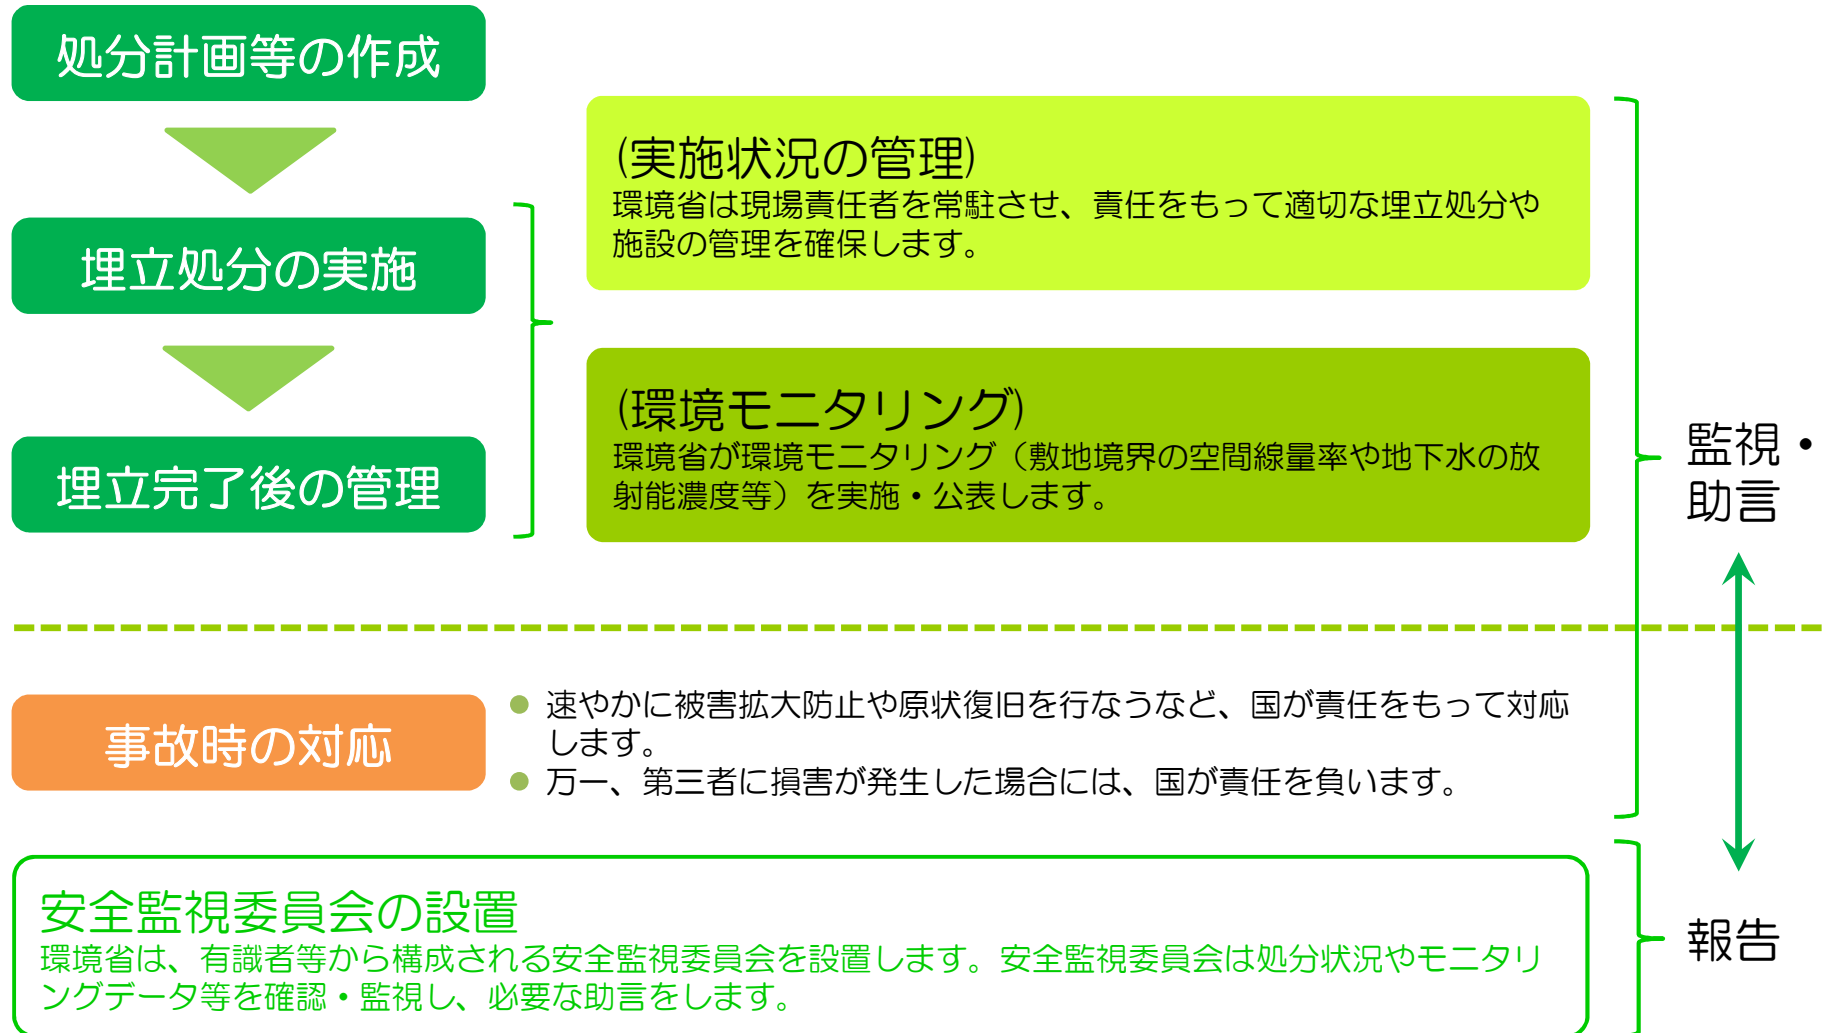 処分計画等の作成
(実施状況の管理)
環境省は現場責任者を常駐させ、責任をもって適切な埋立処分や
施設の管理を確保します。
埋立処分の実施
(環境モニタリング)
環境省が環境モニタリング（敷地境界の空間線量率や地下水の放
射能濃度等）を実施・公表します。
埋立完了後の管理
監視・
助言
事故時の対応
● 速やかに被害拡大防止や原状復旧を行なうなど、国が責任をもって対応
します。
● 万一、第三者に損害が発生した場合には、国が責任を負います。
安全監視委員会の設置
環境省は、有識者等から構成される安全監視委員会を設置します。安全監視委員会は処分状況やモニタリ
ングデータ等を確認・監視し、必要な助言をします。
報告